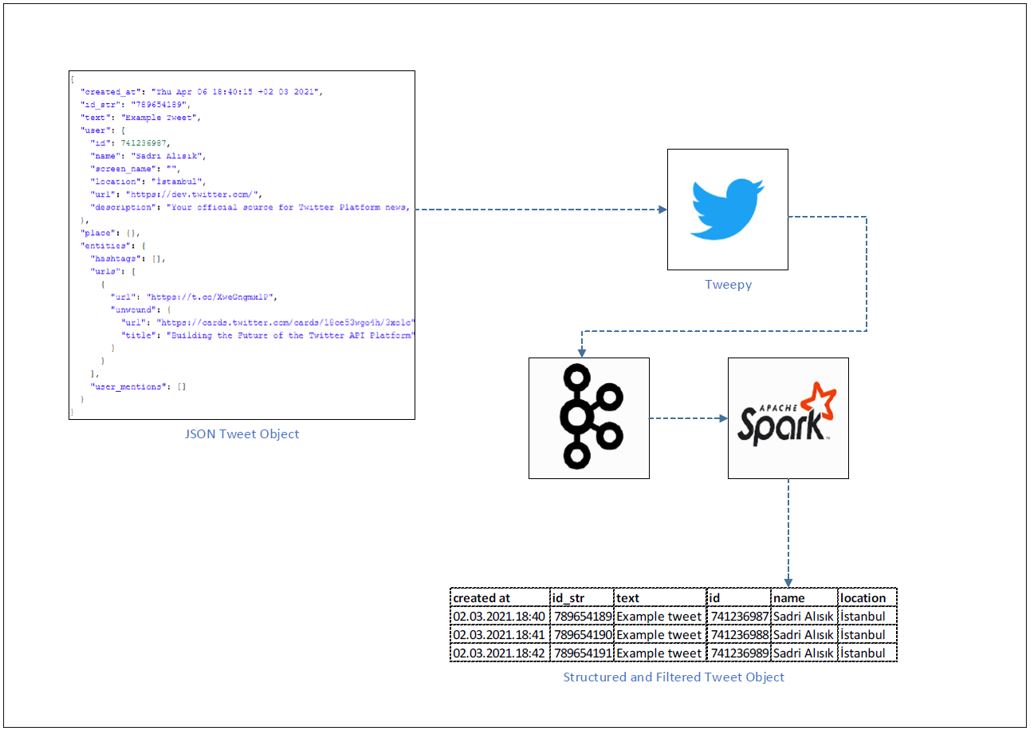 {
"created_at": "Thu Apr 06 18:40:15 +02 03 2021",
"id_str": "789654189",
"text": "Example Tweet",
"user": {
"id": 741236987,
"name": "Sadri Alısık",
"screen_name": "",
"location": "İstanbul",
"url": "https://dev.twitter.com/",
"description": "Your official source for Twitter Platform news,
},
"place": {},
"entities": {
"hashtags": [],
"urls": [
{
"url": "https://t.co/
"unwound": {
"url": "https://cards.twitter.com/cards/
"title": "Building the Future of the Twitter API Platform"
}
}
],
"user_mentions": []
}
}
JSON Tweet Object
Tweepy
APACHE
Spark™
created at id_str text id name location
02.03.2021.18:40 789654189 Example tweet 741236987 Sadri Alısık İstanbul
02.03.2021.18:41 789654190 Example tweet 741236988 Sadri Alısık İstanbul
02.03.2021.18:42 789654191 Example tweet 741236989 Sadri Alısık İstanbul
Structured and Filtered Tweet Object